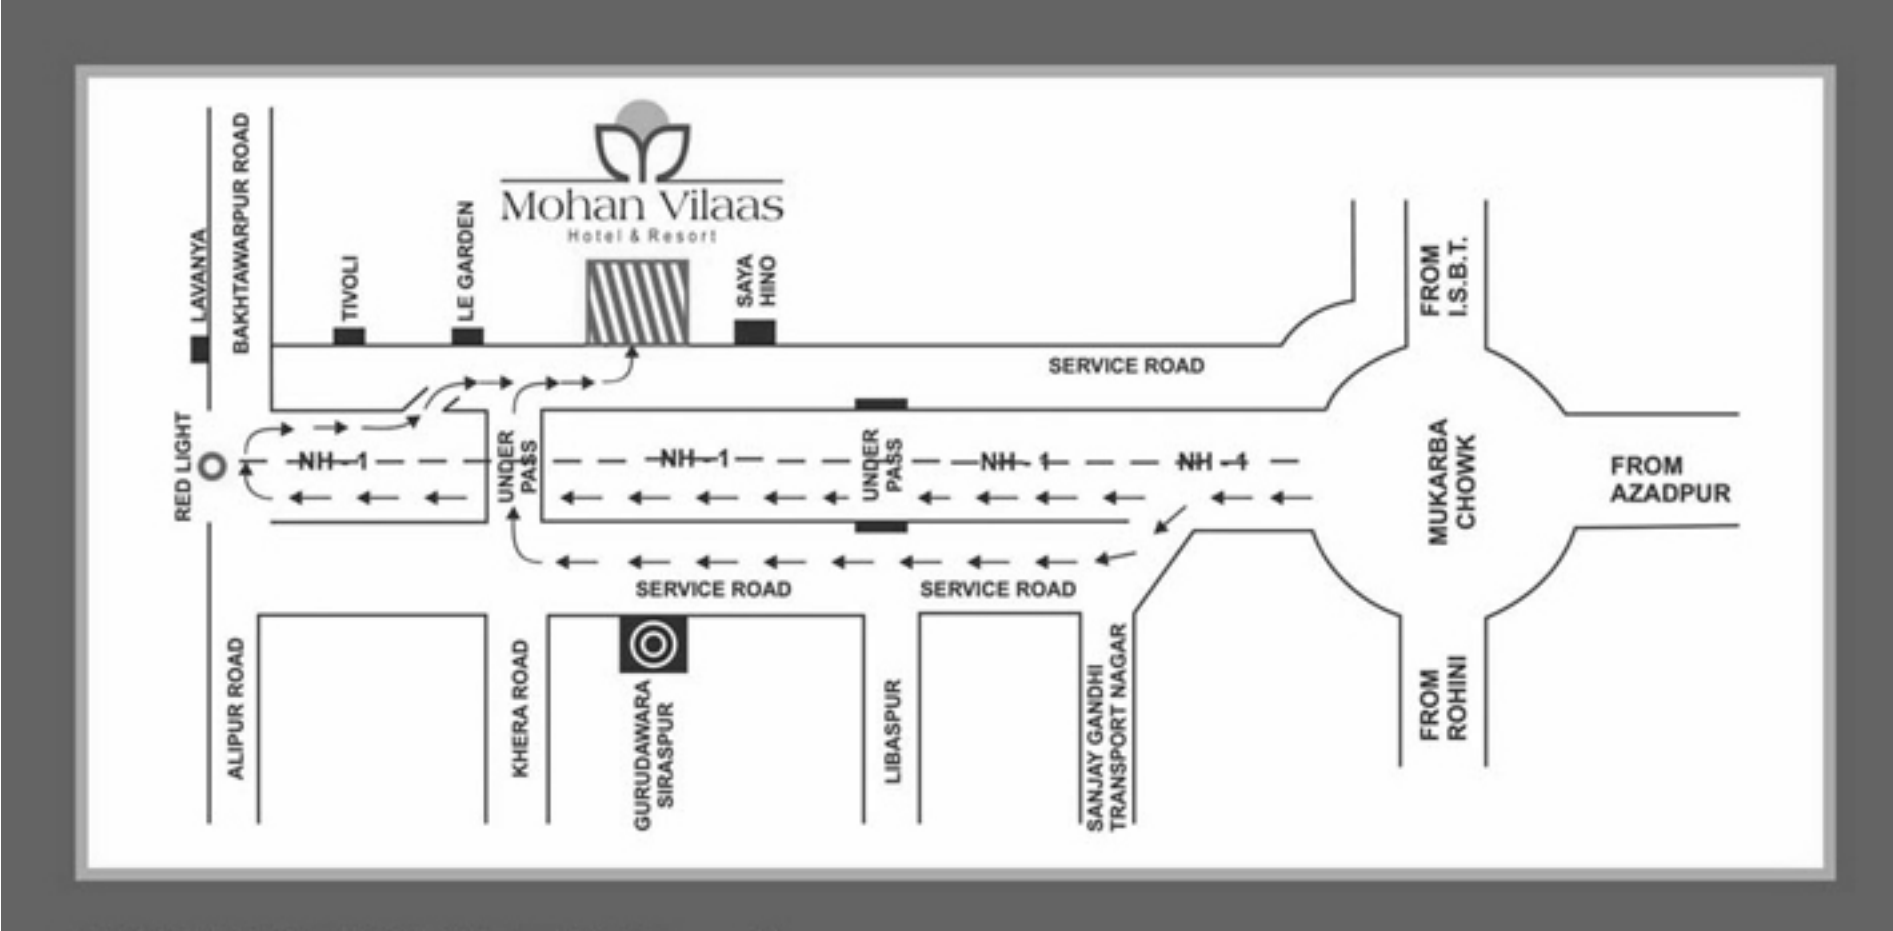 LAVANYA
BAKHTAWARPUR ROAD
TIVOLI
LE GARDEN
Mohan Vilaas
Hotel & Resort
SAYA
HINO
SERVICE ROAD
FROM
I.S.B.T.
RED LIGHT
NH-1
UNDER
PASS
NH-1
UNDER
PASS
NH-1
NH-1
MUKARBA
CHOWK
FROM
AZADPUR
SERVICE ROAD
SERVICE ROAD
ALIPUR ROAD
KHERA ROAD
GURUDAWARA
SIRASPUR
LIBASPUR
SANJAY GANDHI
TRANSPORT NAGAR
FROM
ROHINI